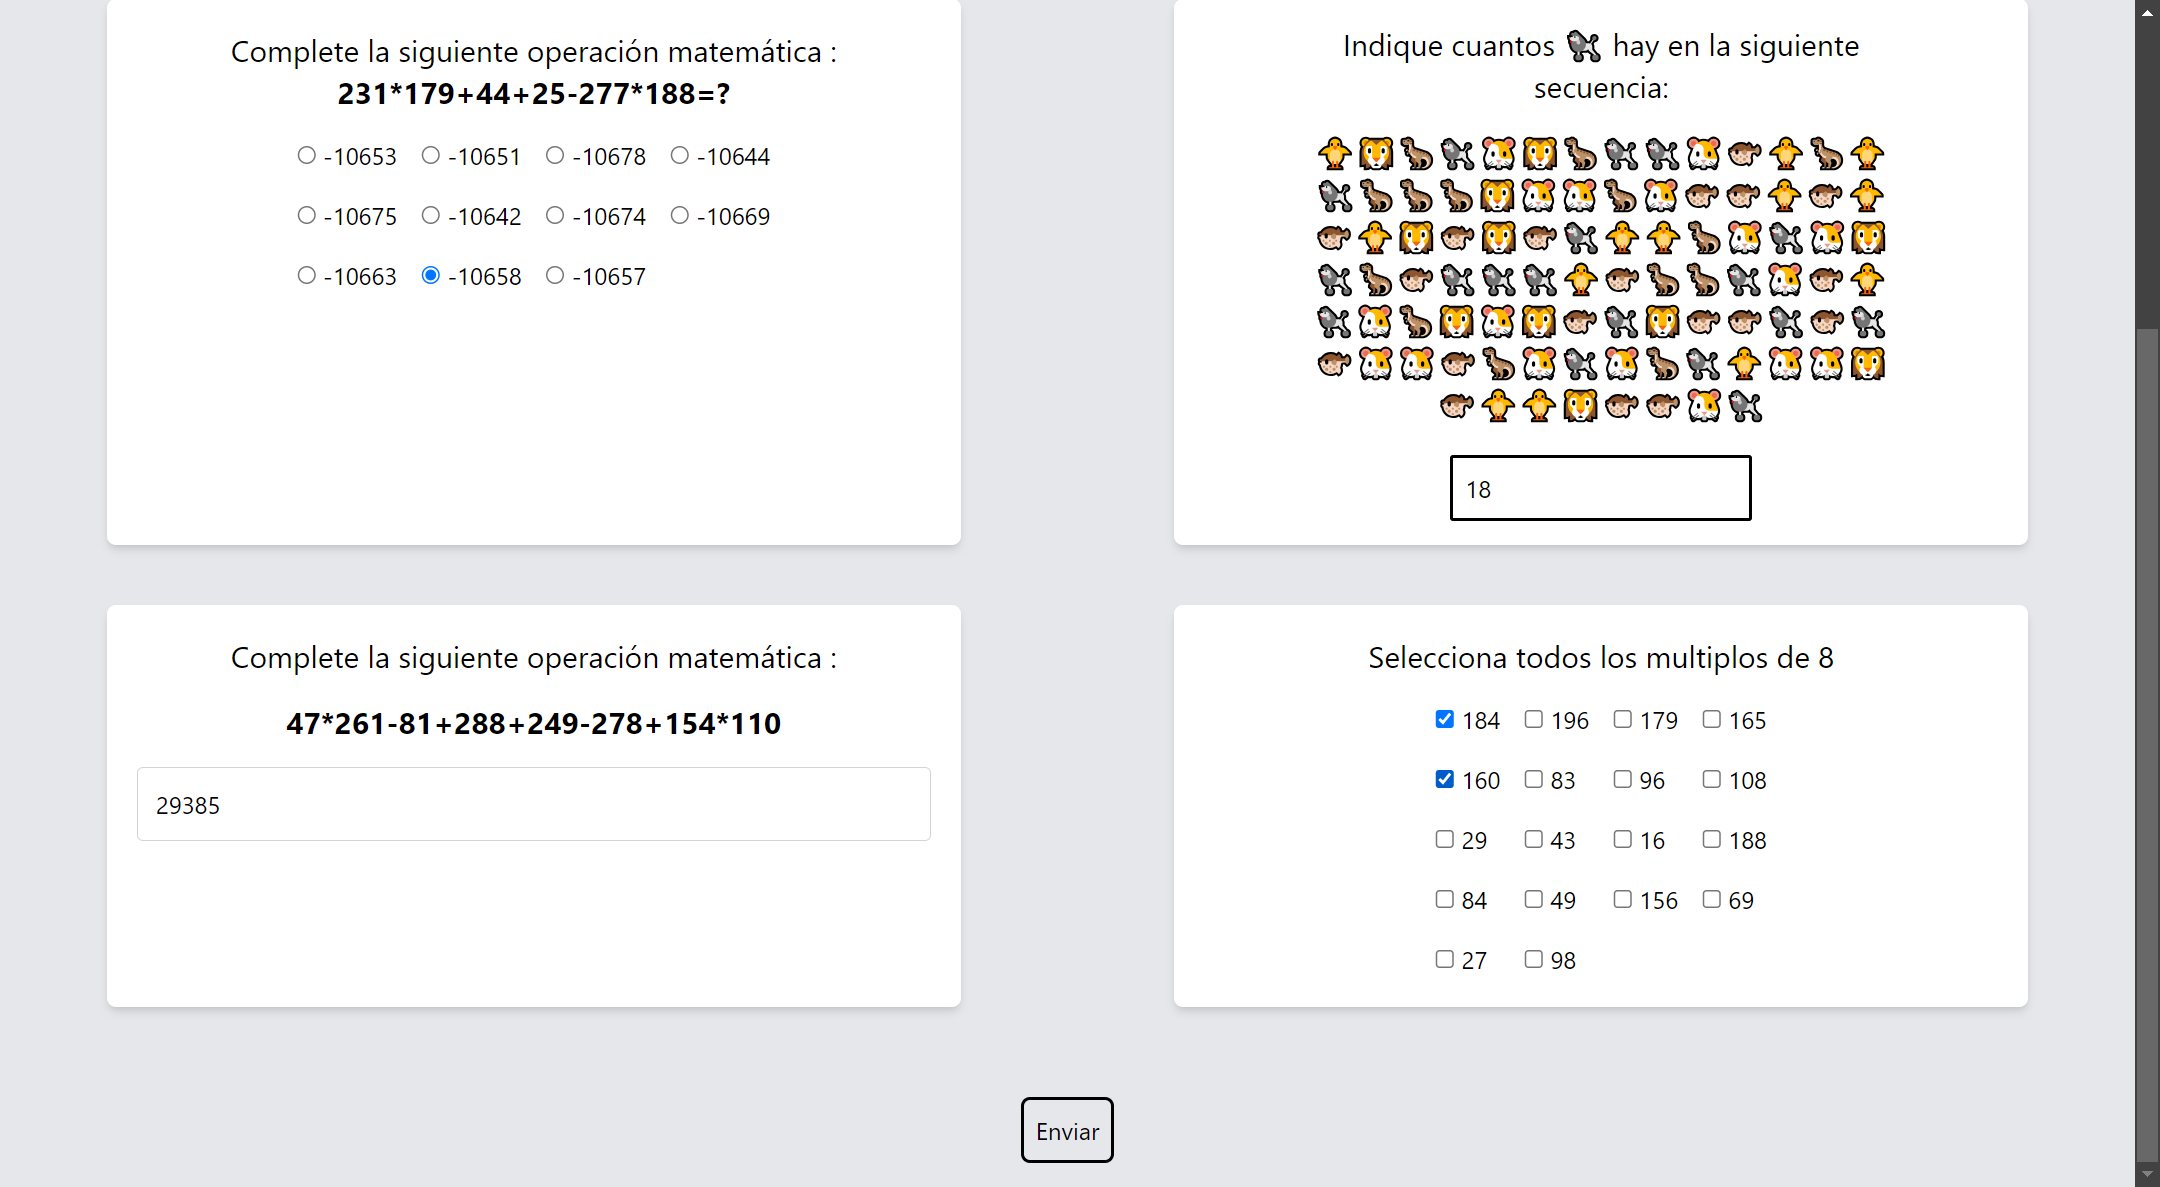 Complete la siguiente operación matemática :
231*179+44+25-277*188=?
-10653 -10651 -10678 -10644
-10675 -10642 -10674 -10669
-10663 -10658 -10657
Indique cuantos 🐩 hay en la siguiente
secuencia:
18
Complete la siguiente operación matemática :
47*261-81+288+249-278+154*110
29385
Selecciona todos los multiplos de 8
184 196 179 165
160 83 96 108
29 43 16 188
84 49 156 69
27 98
Enviar